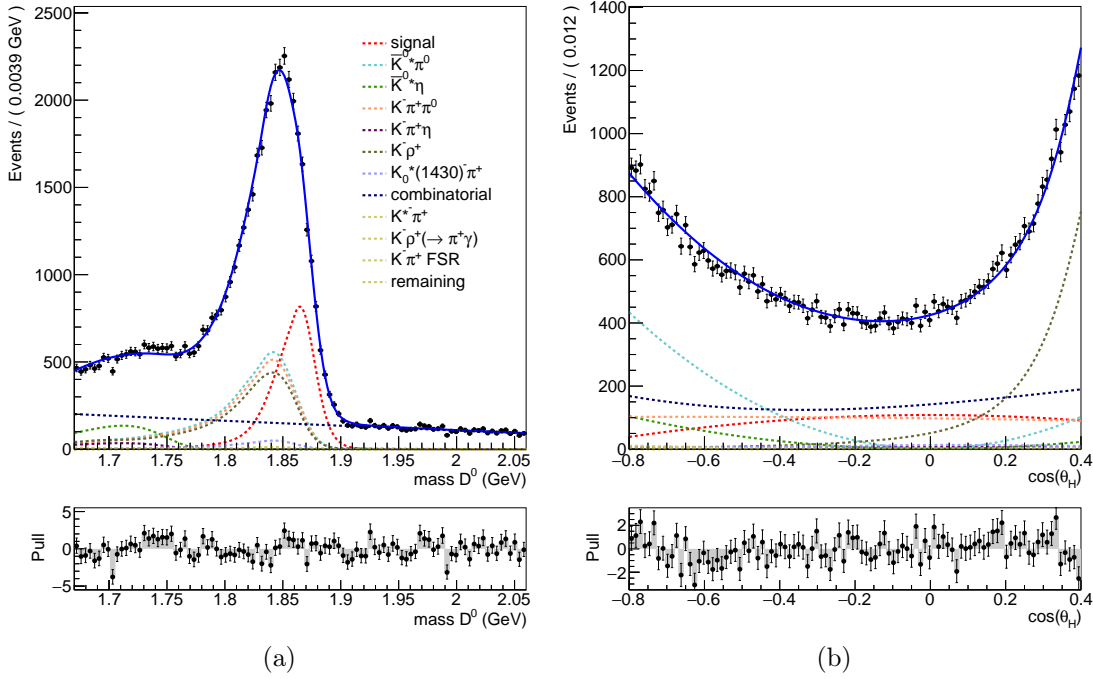 Events / ( 0.0039 GeV )
2500
2000
1500
1000
500
0
1.7 1.75 1.8 1.85 1.9 1.95 2 2.05
mass D⁰ (GeV)
signal
K̅⁰*π⁰
K̅⁰*η
K⁻π⁺π⁰
K⁻π⁺η
K⁻ρ⁺
K₀*(1430)⁻π⁺
combinatorial
K*⁻π⁺
K⁻ρ⁺(→ π⁺γ)
K⁻π⁺ FSR
remaining
Pull
5
0
−5
1.7 1.75 1.8 1.85 1.9 1.95 2 2.05
mass D⁰ (GeV)
(a)
Events / ( 0.012 )
1400
1200
1000
800
600
400
200
0
−0.8 −0.6 −0.4 −0.2 0 0.2 0.4
cos(θ_H)
Pull
2
0
−2
−0.8 −0.6 −0.4 −0.2 0 0.2 0.4
cos(θ_H)
(b)